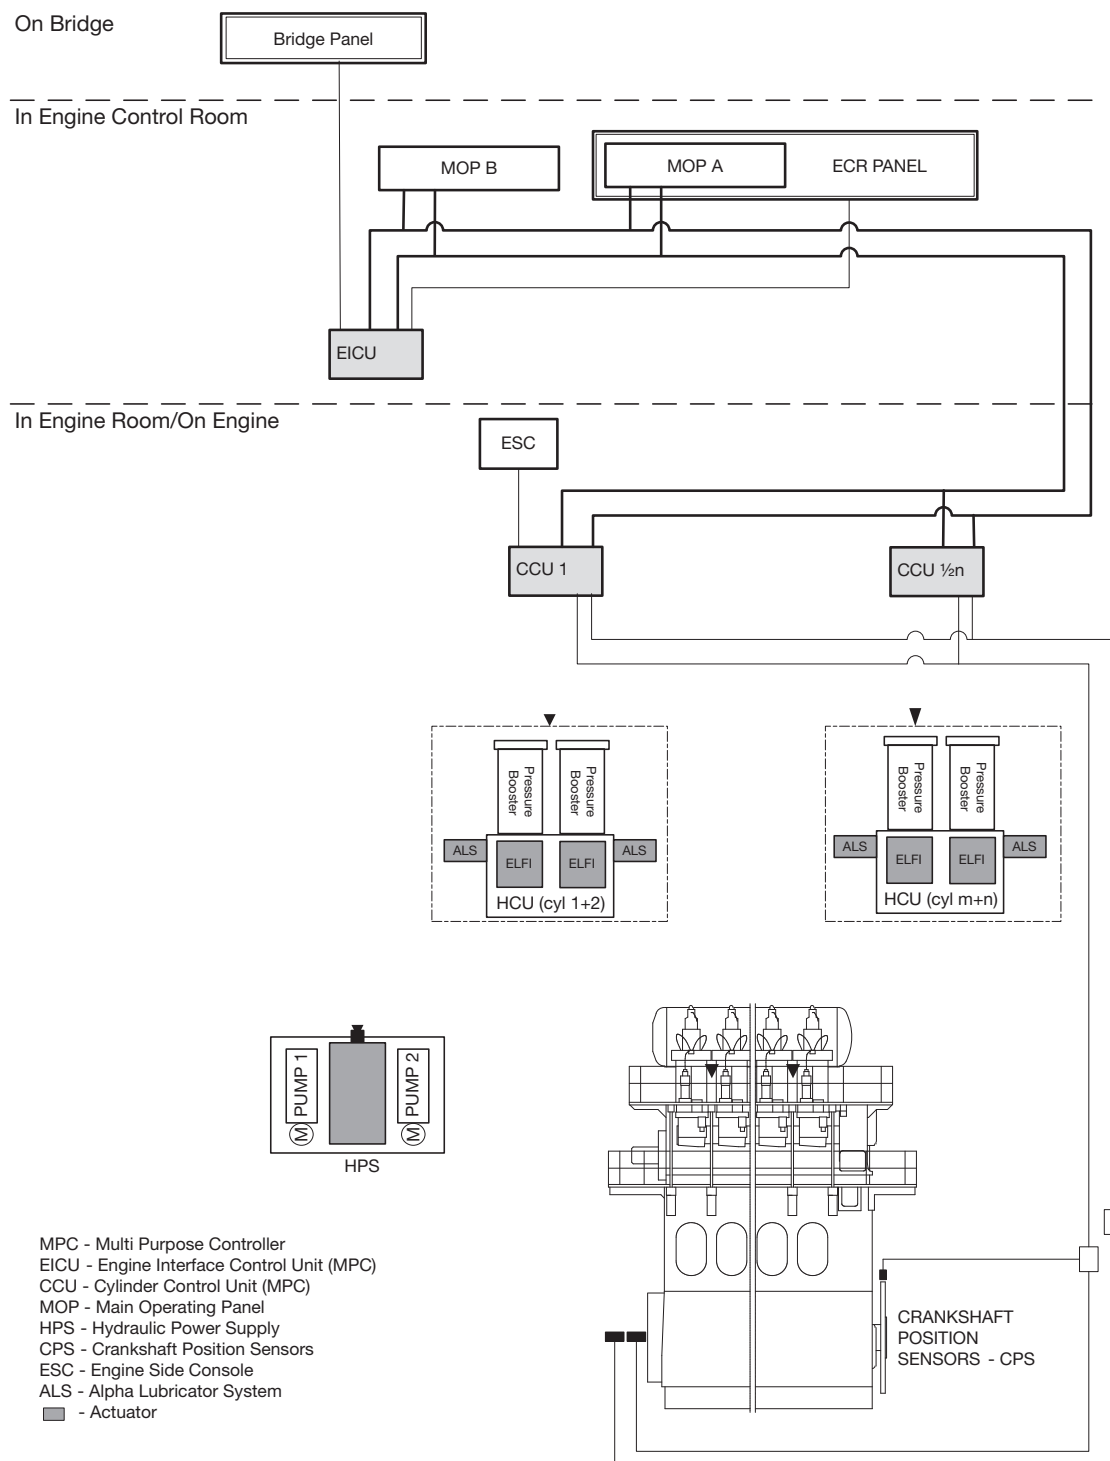 On Bridge
Bridge Panel
In Engine Control Room
MOP B
MOP A
ECR PANEL
EICU
In Engine Room/On Engine
ESC
CCU 1
CCU ½n
Pressure
Booster
Pressure
Booster
Pressure
Booster
Pressure
Booster
ALS
ELFI
ELFI
ALS
HCU (cyl 1+2)
ALS
ELFI
ELFI
ALS
HCU (cyl m+n)
M PUMP 1
M PUMP 2
HPS
MPC - Multi Purpose Controller
EICU - Engine Interface Control Unit (MPC)
CCU - Cylinder Control Unit (MPC)
MOP - Main Operating Panel
HPS - Hydraulic Power Supply
CPS - Crankshaft Position Sensors
ESC - Engine Side Console
ALS - Alpha Lubricator System
- Actuator
CRANKSHAFT
POSITION
SENSORS - CPS